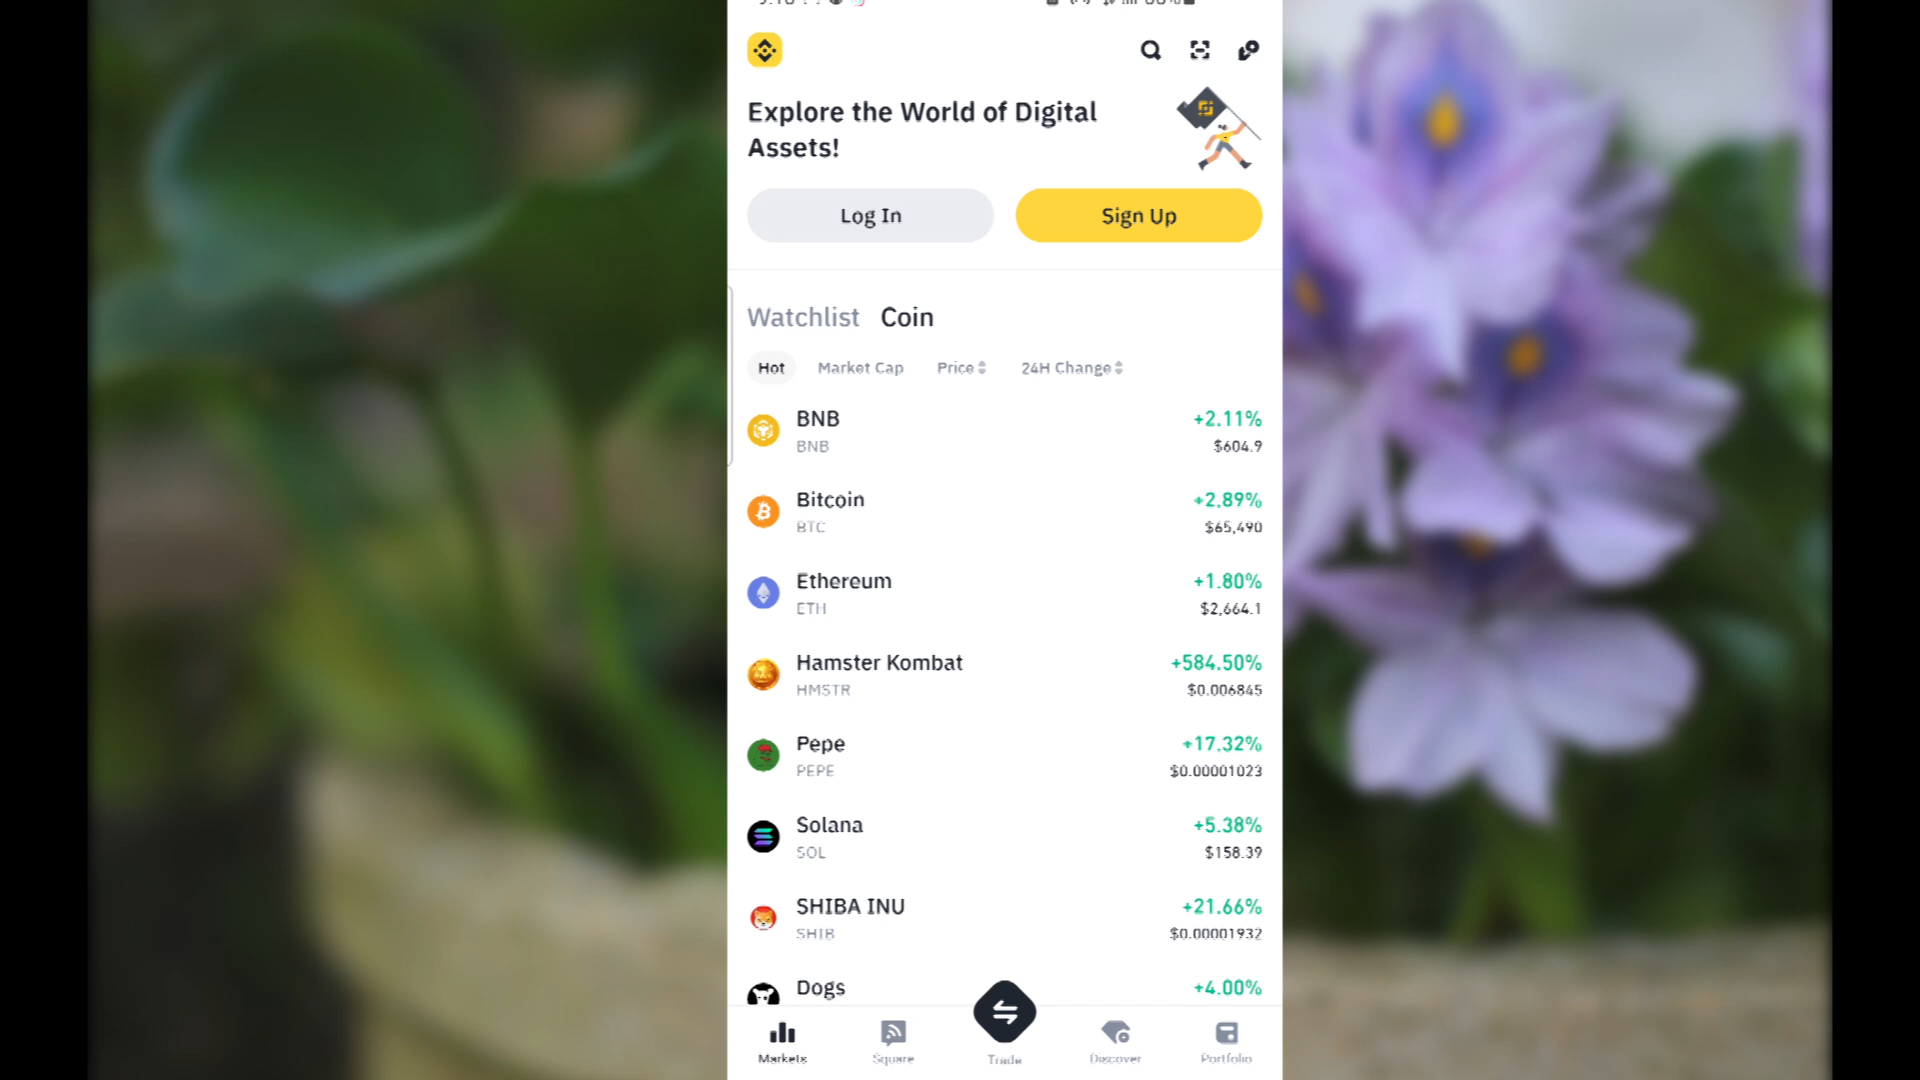 Explore the World of Digital
Assets!
Log In
Sign Up
Watchlist Coin
Hot Market Cap Price 24H Change
BNB +2.11%
BNB $604.9
Bitcoin +2.89%
BTC $65,490
Ethereum +1.80%
ETH $2,664.1
Hamster Kombat +584.50%
HMSTR $0.006845
Pepe +17.32%
PEPE $0.00001023
Solana +5.38%
SOL $158.39
SHIBA INU +21.66%
SHIB $0.00001932
Dogs +4.00%
Markets Square Trade Discover Portfolio